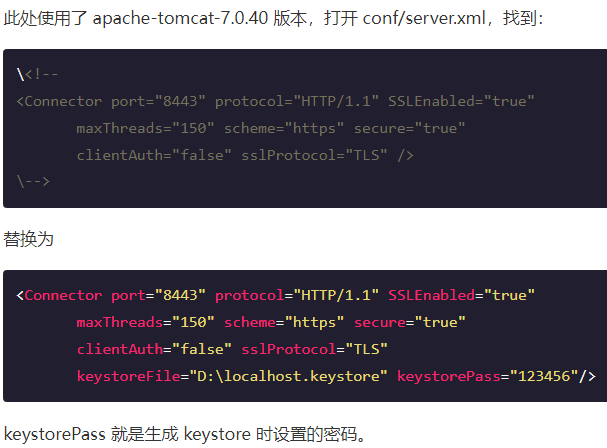 此处使用了 apache-tomcat-7.0.40 版本，打开 conf/server.xml，找到：
\<!--
<Connector port="8443" protocol="HTTP/1.1" SSLEnabled="true"
maxThreads="150" scheme="https" secure="true"
clientAuth="false" sslProtocol="TLS" />
\-->
替换为
<Connector port="8443" protocol="HTTP/1.1" SSLEnabled="true"
maxThreads="150" scheme="https" secure="true"
clientAuth="false" sslProtocol="TLS"
keystoreFile="D:\localhost.keystore" keystorePass="123456"/>
keystorePass 就是生成 keystore 时设置的密码。